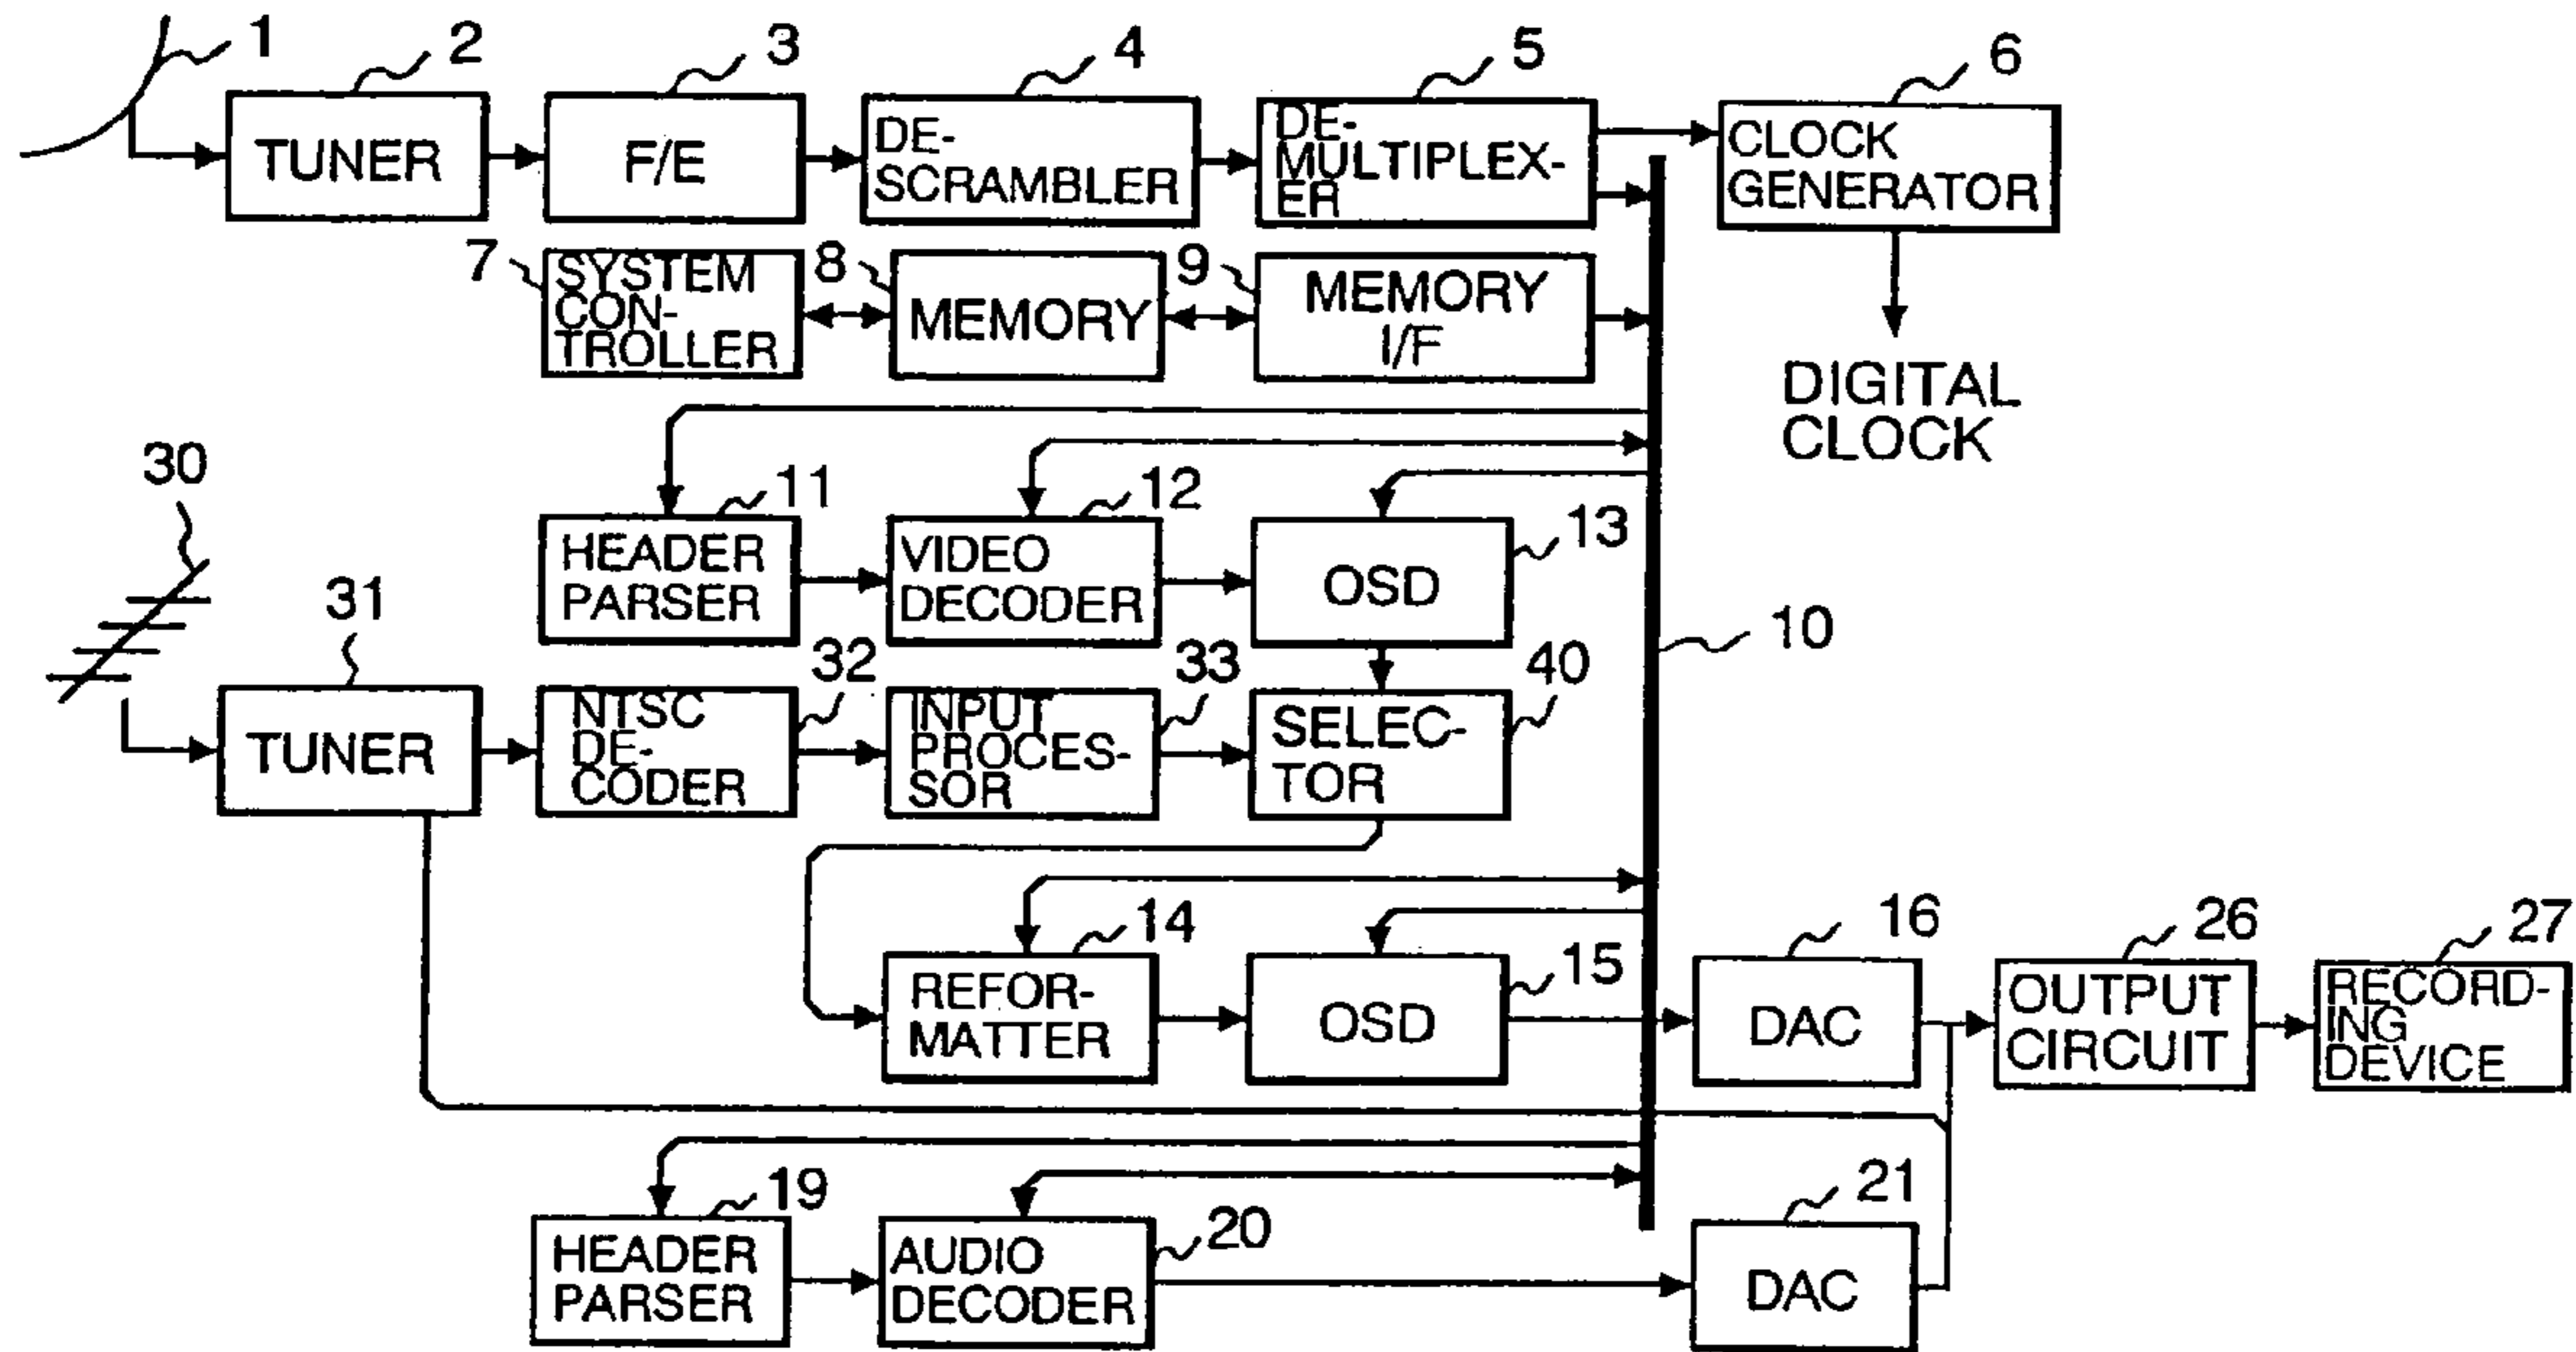 1
2
3
4
5
6
TUNER
F/E
DE-
SCRAMBLER
DE-
MULTIPLEX-
ER
CLOCK
GENERATOR
7
SYSTEM
CON-
TROLLER
8
MEMORY
9
MEMORY
I/F
DIGITAL
CLOCK
30
11
HEADER
PARSER
12
VIDEO
DECODER
13
OSD
10
31
TUNER
32
NTSC
DE-
CODER
33
INPUT
PROCES-
SOR
40
SELEC-
TOR
14
REFOR-
MATTER
15
OSD
16
DAC
26
OUTPUT
CIRCUIT
27
RECORD-
ING
DEVICE
19
HEADER
PARSER
20
AUDIO
DECODER
21
DAC